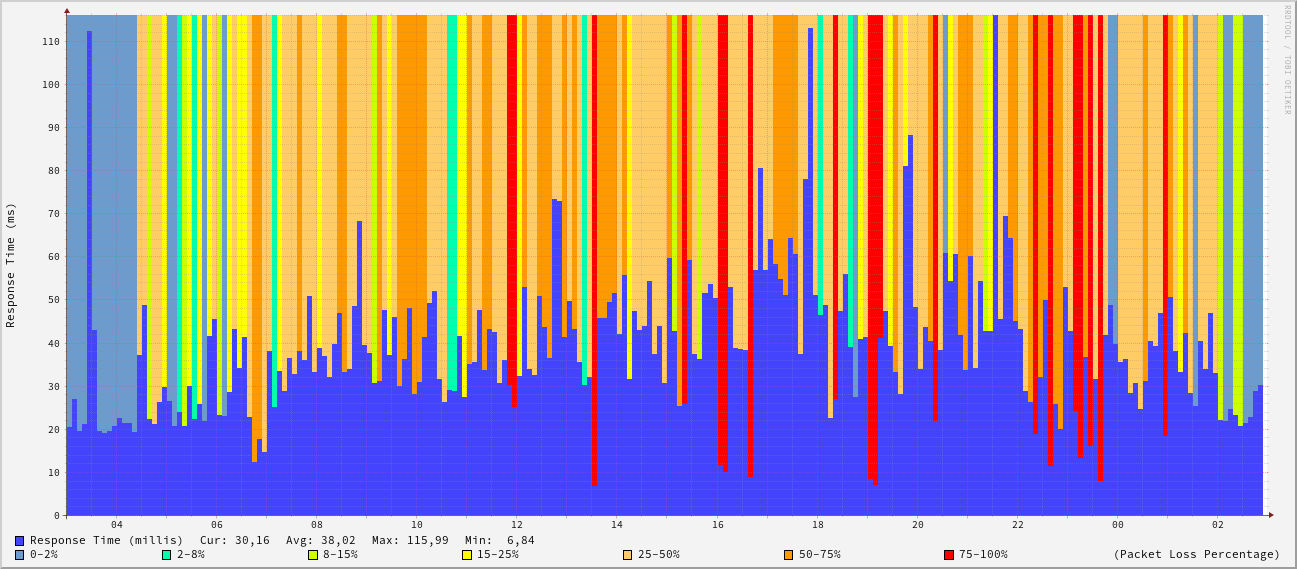 RRDTOOL / TOBI OETIKER
Response Time (ms)
110
100
90
80
70
60
50
40
30
20
10
0
04 06 08 10 12 14 16 18 20 22 00 02
Response Time (millis) Cur: 30,16 Avg: 38,02 Max: 115,99 Min: 6,84
0-2% 2-8% 8-15% 15-25% 25-50% 50-75% 75-100% (Packet Loss Percentage)